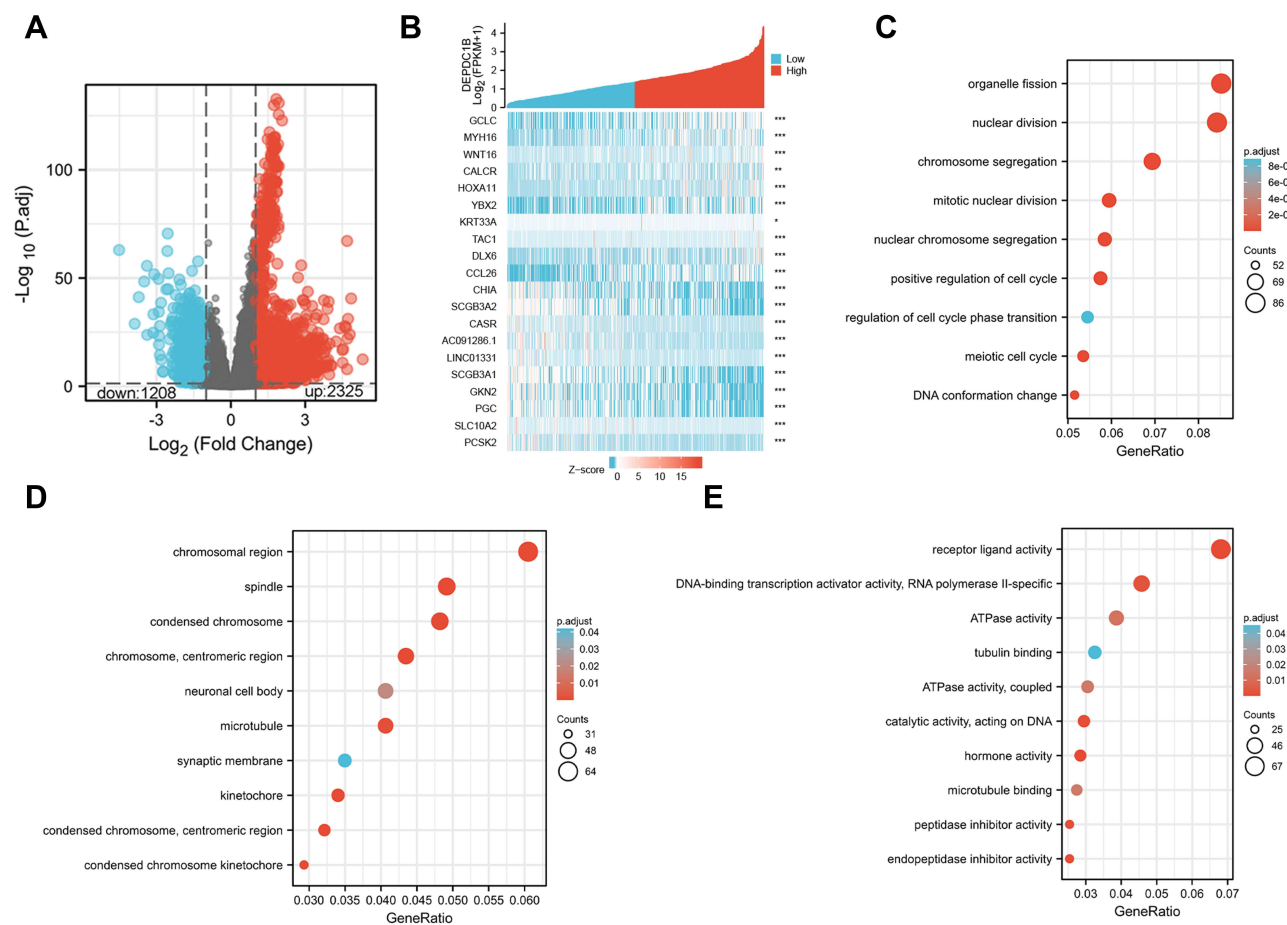 A
-Log 10 (P.adj)
100
50
0
down:1208
up:2325
-3
0
3
Log2 (Fold Change)
B
DEPDC1B
Log2 (FPKM+1)
4
3
2
1
0
Low
High
GCLC ***
MYH16 ***
WNT16 ***
CALCR **
HOXA11 ***
YBX2 ***
KRT33A *
TAC1 ***
DLX6 ***
CCL26 ***
CHIA ***
SCGB3A2 ***
CASR ***
AC091286.1 ***
LINC01331 ***
SCGB3A1 ***
GKN2 ***
PGC ***
SLC10A2 ***
PCSK2 ***
Z-score
0 5 10 15
C
organelle fission
nuclear division
chromosome segregation
mitotic nuclear division
nuclear chromosome segregation
positive regulation of cell cycle
regulation of cell cycle phase transition
meiotic cell cycle
DNA conformation change
0.05 0.06 0.07 0.08
GeneRatio
p.adjust
8e-0
6e-0
4e-0
2e-0
Counts
52
69
86
D
chromosomal region
spindle
condensed chromosome
chromosome, centromeric region
neuronal cell body
microtubule
synaptic membrane
kinetochore
condensed chromosome, centromeric region
condensed chromosome kinetochore
0.030 0.035 0.040 0.045 0.050 0.055 0.060
GeneRatio
p.adjust
0.04
0.03
0.02
0.01
Counts
31
48
64
E
receptor ligand activity
DNA-binding transcription activator activity, RNA polymerase II-specific
ATPase activity
tubulin binding
ATPase activity, coupled
catalytic activity, acting on DNA
hormone activity
microtubule binding
peptidase inhibitor activity
endopeptidase inhibitor activity
0.03 0.04 0.05 0.06 0.07
GeneRatio
p.adjust
0.04
0.03
0.02
0.01
Counts
25
46
67